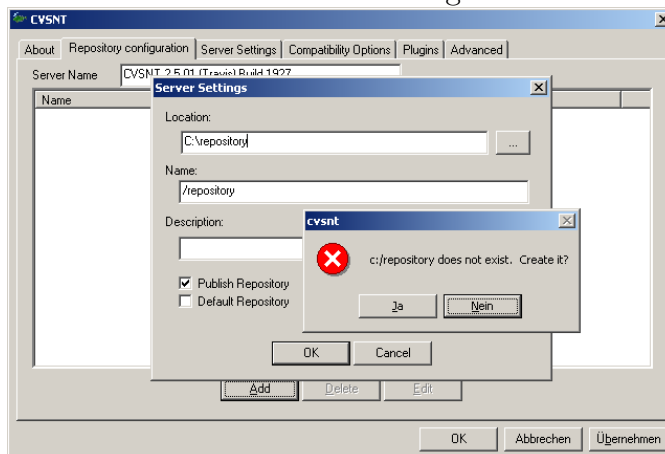 CVSNT
About Repository configuration Server Settings Compatibility Options Plugins Advanced
Server Name CVSNT 2.5.01 (Travis) Build 1927
Name
Server Settings
Location:
C:\repository
...
Name:
/repository
Description:
Publish Repository
Default Repository
cvsnt
c:/repository does not exist. Create it?
Ja Nein
OK Cancel
Add Delete Edit
OK Abbrechen Übernehmen